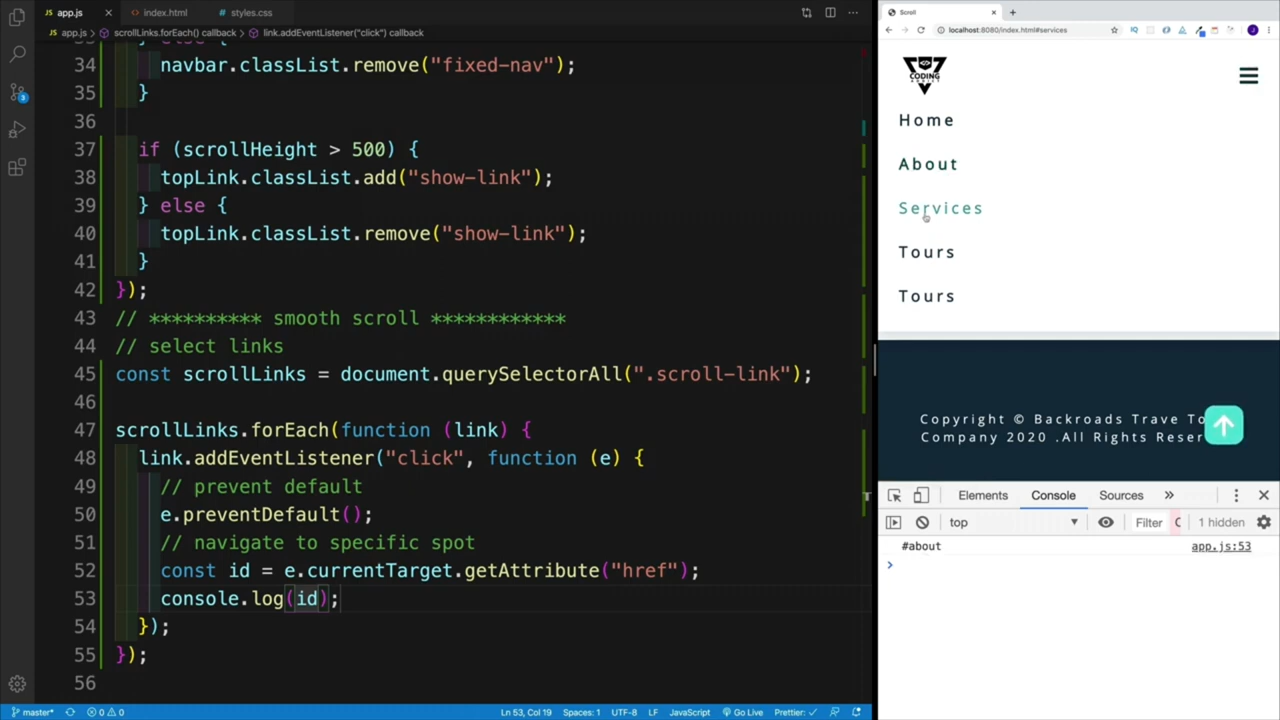 app.js
index.html
styles.css
app.js > scrollLinks.forEach() callback > link.addEventListener("click") callback
33 } else {
34 navbar.classList.remove("fixed-nav");
35 }
36
37 if (scrollHeight > 500) {
38 topLink.classList.add("show-link");
39 } else {
40 topLink.classList.remove("show-link");
41 }
42 });
43 // ********** smooth scroll ************
44 // select links
45 const scrollLinks = document.querySelectorAll(".scroll-link");
46
47 scrollLinks.forEach(function (link) {
48 link.addEventListener("click", function (e) {
49 // prevent default
50 e.preventDefault();
51 // navigate to specific spot
52 const id = e.currentTarget.getAttribute("href");
53 console.log(id);
54 });
55 });
56
3
master*
0 0
Ln 53, Col 19
Spaces: 1
UTF-8
LF
JavaScript
Go Live
Prettier: ✓
Scroll
localhost:8080/index.html#services
J
CODING
ADDICT
Home
About
Services
Tours
Tours
Copyright © Backroads Trave To
Company 2020 .All Rights Reser
Elements
Console
Sources
»
top
Filter
1 hidden
#about
app.js:53